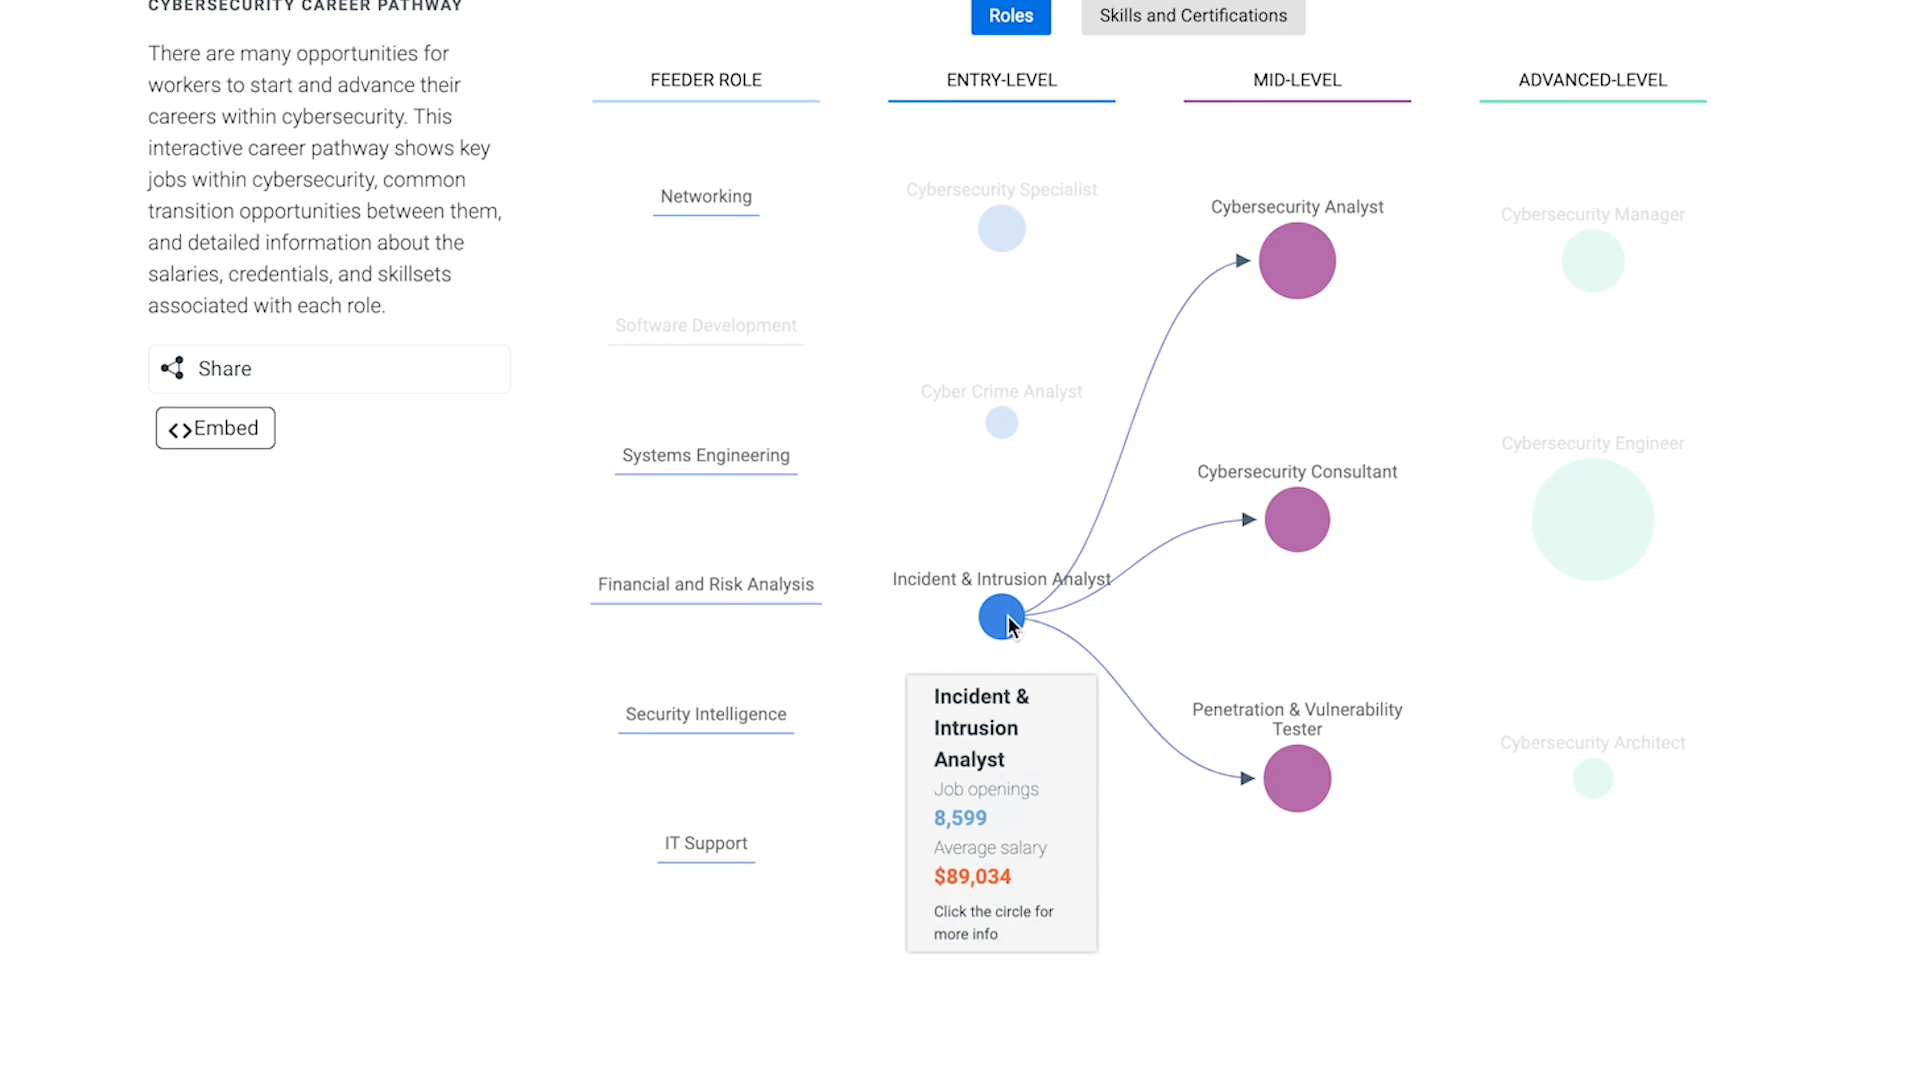 CYBERSECURITY CAREER PATHWAY
There are many opportunities for
workers to start and advance their
careers within cybersecurity. This
interactive career pathway shows key
jobs within cybersecurity, common
transition opportunities between them,
and detailed information about the
salaries, credentials, and skillsets
associated with each role.
Share
<>Embed
Roles
Skills and Certifications
FEEDER ROLE
Networking
Software Development
Systems Engineering
Financial and Risk Analysis
Security Intelligence
IT Support
ENTRY-LEVEL
Cybersecurity Specialist
Cyber Crime Analyst
Incident & Intrusion Analyst
Incident &
Intrusion
Analyst
Job openings
8,599
Average salary
$89,034
Click the circle for
more info
MID-LEVEL
Cybersecurity Analyst
Cybersecurity Consultant
Penetration & Vulnerability
Tester
ADVANCED-LEVEL
Cybersecurity Manager
Cybersecurity Engineer
Cybersecurity Architect